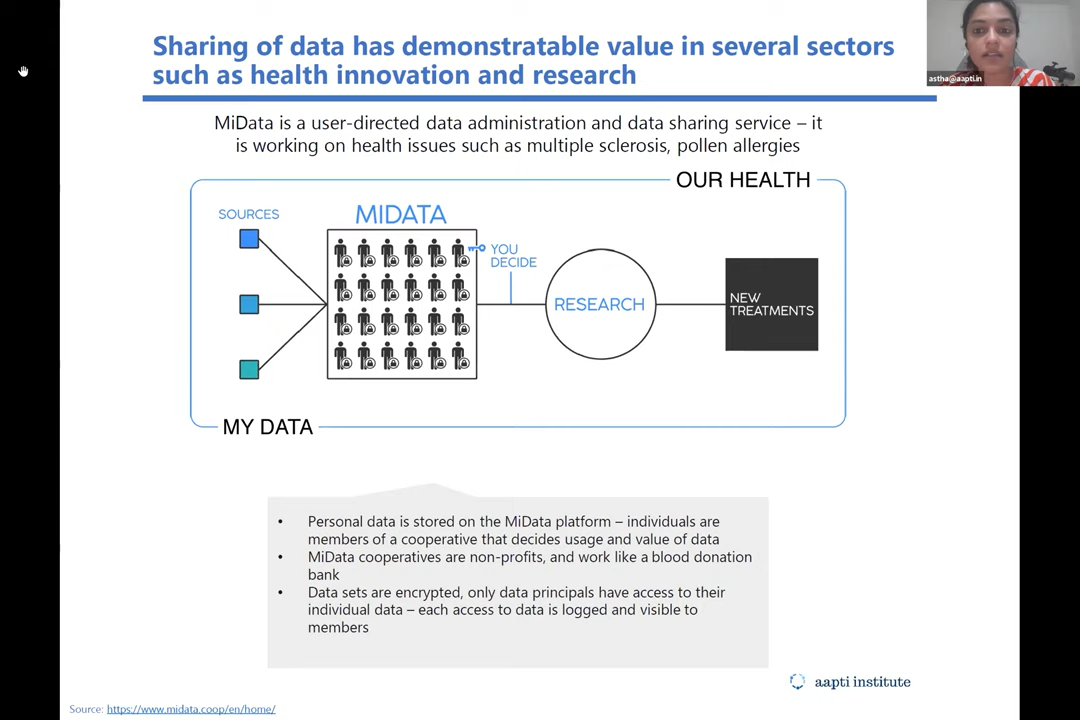 Sharing of data has demonstratable value in several sectors
such as health innovation and research
astha@aapti.in
MiData is a user-directed data administration and data sharing service – it
is working on health issues such as multiple sclerosis, pollen allergies
OUR HEALTH
SOURCES
MIDATA
YOU
DECIDE
RESEARCH
NEW
TREATMENTS
MY DATA
• Personal data is stored on the MiData platform – individuals are
members of a cooperative that decides usage and value of data
• MiData cooperatives are non-profits, and work like a blood donation
bank
• Data sets are encrypted, only data principals have access to their
individual data – each access to data is logged and visible to
members
aapti institute
Source: https://www.midata.coop/en/home/